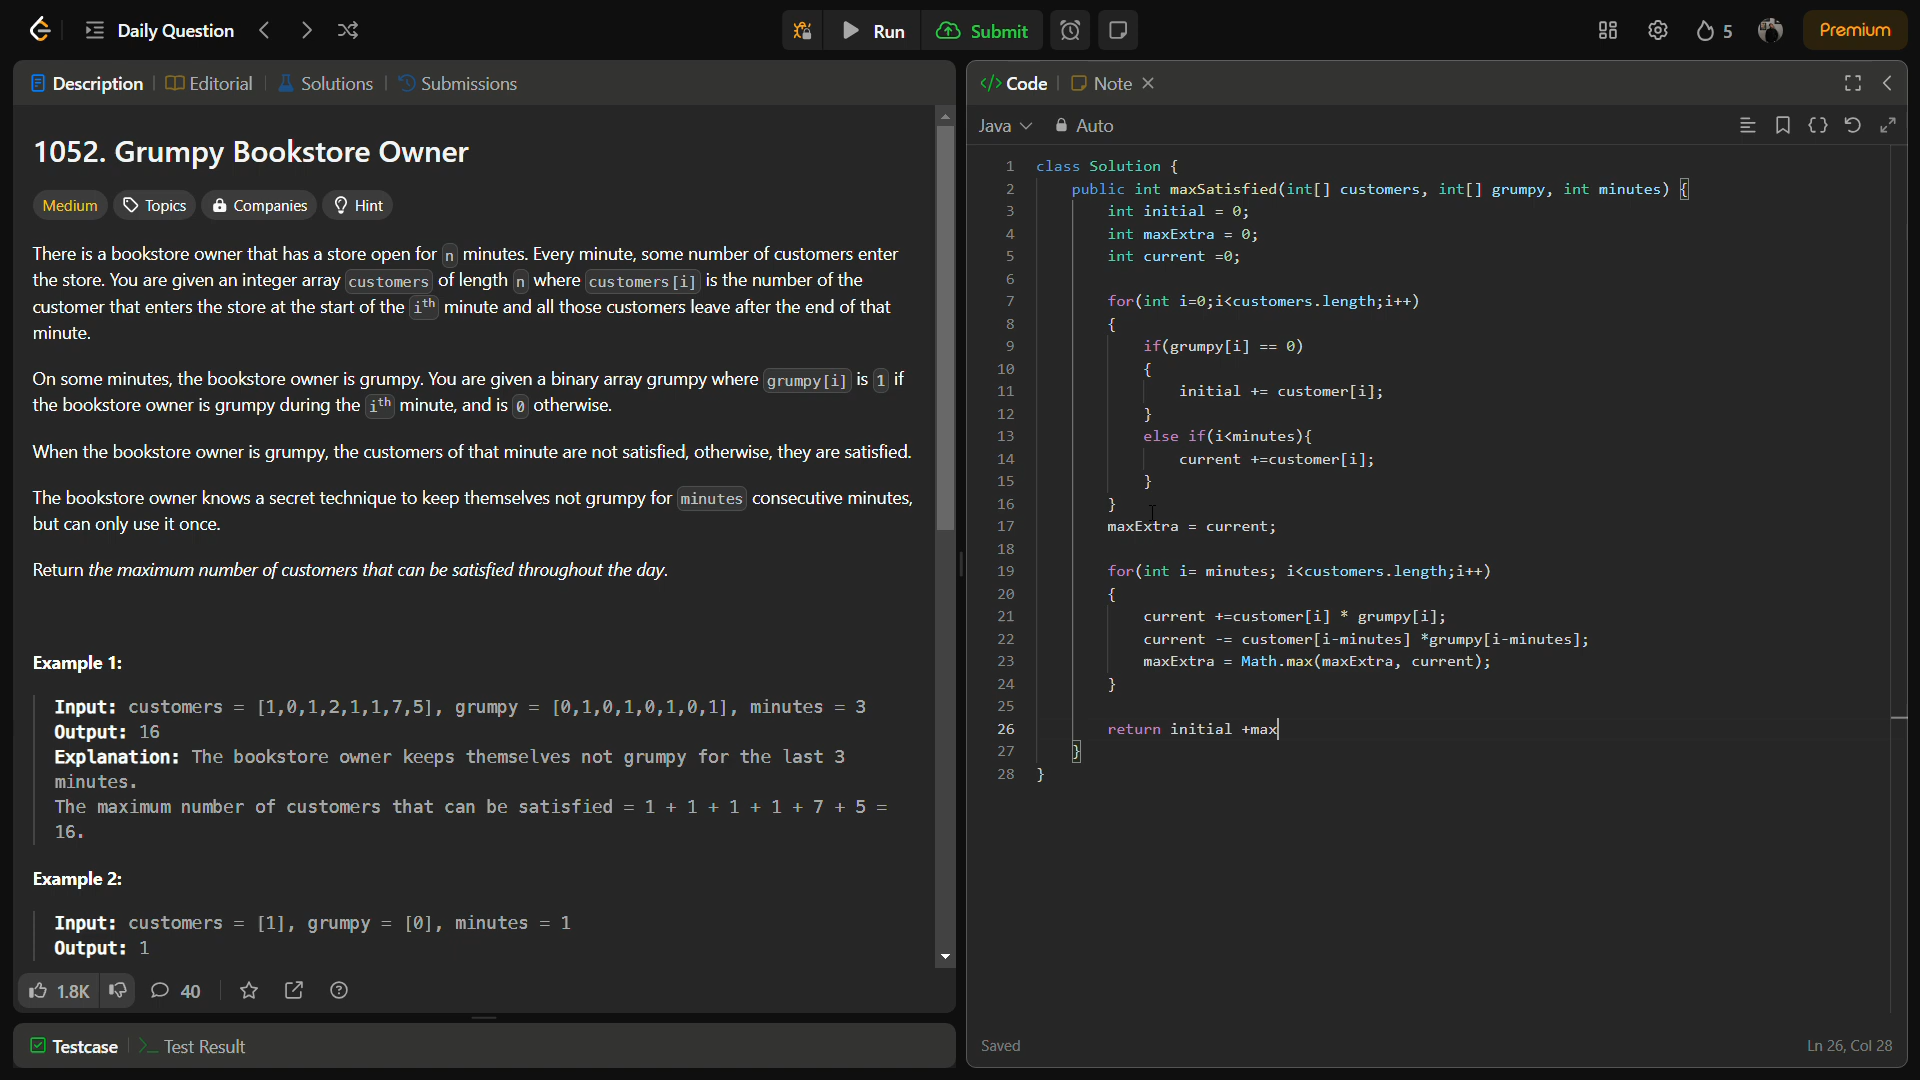 Daily Question
Run
Submit
5
Premium
Description
Editorial
Solutions
Submissions
1052. Grumpy Bookstore Owner
Medium
Topics
Companies
Hint
There is a bookstore owner that has a store open for n minutes. Every minute, some number of customers enter
the store. You are given an integer array customers of length n where customers[i] is the number of the
customer that enters the store at the start of the ith minute and all those customers leave after the end of that
minute.
On some minutes, the bookstore owner is grumpy. You are given a binary array grumpy where grumpy[i] is 1 if
the bookstore owner is grumpy during the ith minute, and is 0 otherwise.
When the bookstore owner is grumpy, the customers of that minute are not satisfied, otherwise, they are satisfied.
The bookstore owner knows a secret technique to keep themselves not grumpy for minutes consecutive minutes,
but can only use it once.
Return the maximum number of customers that can be satisfied throughout the day.
Example 1:
Input: customers = [1,0,1,2,1,1,7,5], grumpy = [0,1,0,1,0,1,0,1], minutes = 3
Output: 16
Explanation: The bookstore owner keeps themselves not grumpy for the last 3
minutes.
The maximum number of customers that can be satisfied = 1 + 1 + 1 + 1 + 7 + 5 =
16.
Example 2:
Input: customers = [1], grumpy = [0], minutes = 1
Output: 1
1.8K
40
Testcase
Test Result
Code
Note
Java
Auto
1 class Solution {
2 public int maxSatisfied(int[] customers, int[] grumpy, int minutes) {
3 int initial = 0;
4 int maxExtra = 0;
5 int current =0;
6
7 for(int i=0;i<customers.length;i++)
8 {
9 if(grumpy[i] == 0)
10 {
11 initial += customer[i];
12 }
13 else if(i<minutes){
14 current +=customer[i];
15 }
16 }
17 maxExtra = current;
18
19 for(int i= minutes; i<customers.length;i++)
20 {
21 current +=customer[i] * grumpy[i];
22 current -= customer[i-minutes] *grumpy[i-minutes];
23 maxExtra = Math.max(maxExtra, current);
24 }
25
26 return initial +max
27 }
28 }
Saved
Ln 26, Col 28